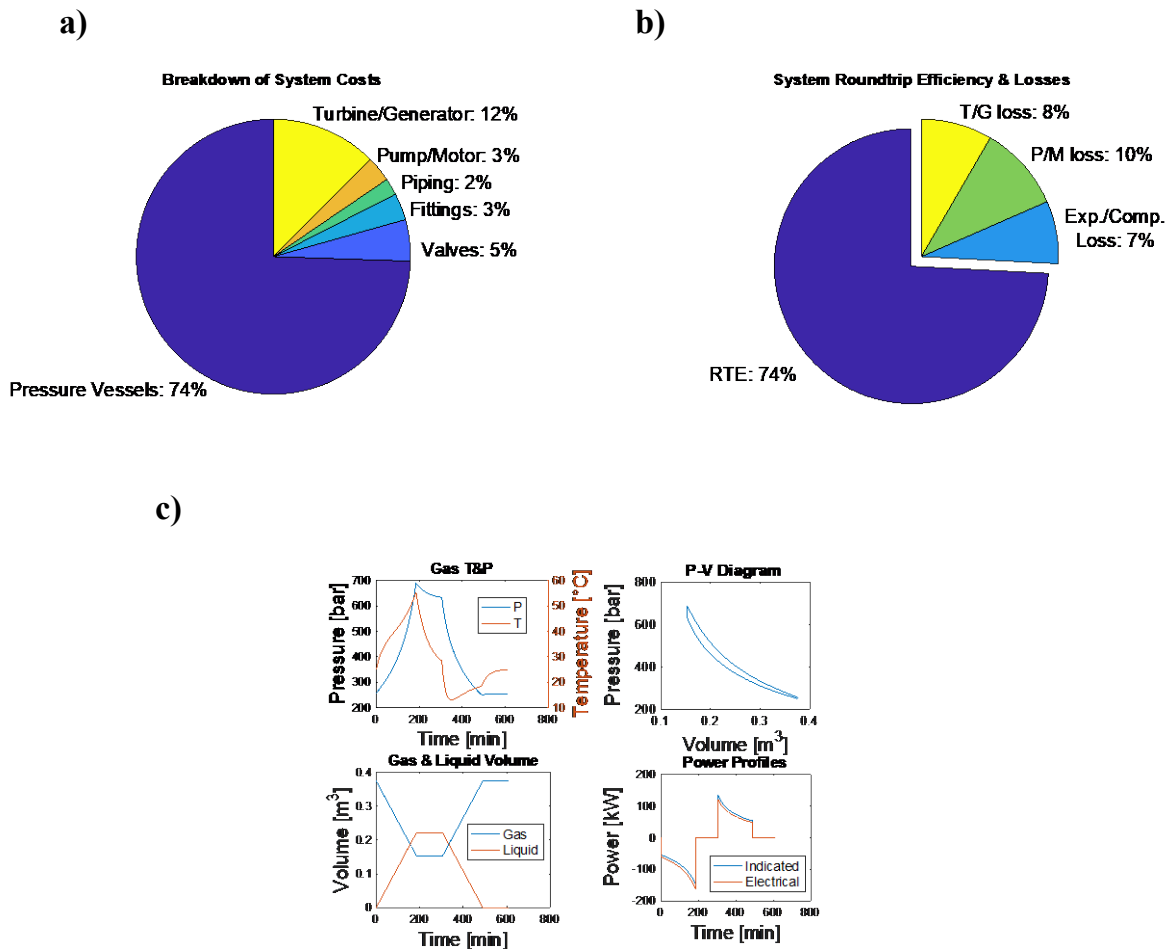 a)
b)
Breakdown of System Costs
Turbine/Generator: 12%
Pump/Motor: 3%
Piping: 2%
Fittings: 3%
Valves: 5%
Pressure Vessels: 74%
System Roundtrip Efficiency & Losses
T/G loss: 8%
P/M loss: 10%
Exp./Comp.
Loss: 7%
RTE: 74%
c)
Gas T&P
Pressure [bar]
700
600
500
400
300
200
P
T
60
50
40
30
20
10
Temperature [°C]
0 200 400 600 800
Time [min]
P-V Diagram
Pressure [bar]
800
600
400
200
0.1 0.2 0.3 0.4
Volume [m³]
Gas & Liquid Volume
Volume [m³]
0.4
0.3
0.2
0.1
0
Gas
Liquid
0 200 400 600 800
Time [min]
Power Profiles
Power [kW]
200
100
0
-100
-200
Indicated
Electrical
0 200 400 600 800
Time [min]